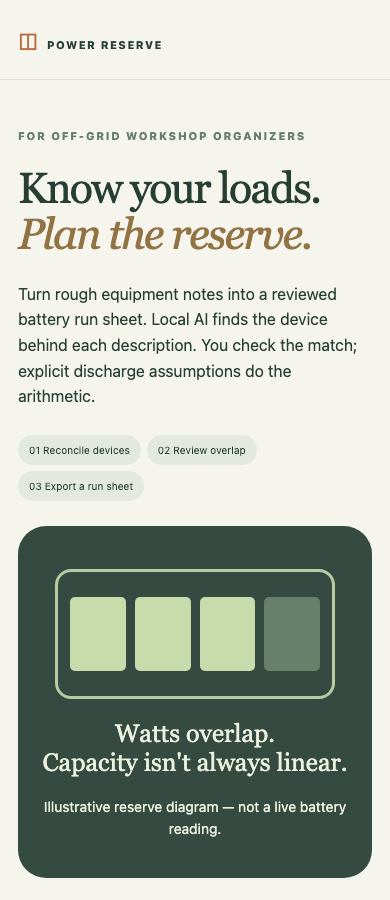 POWER RESERVE
FOR OFF-GRID WORKSHOP ORGANIZERS
Know your loads.
Plan the reserve.
Turn rough equipment notes into a reviewed
battery run sheet. Local AI finds the device
behind each description. You check the match;
explicit discharge assumptions do the
arithmetic.
01 Reconcile devices
02 Review overlap
03 Export a run sheet
Watts overlap.
Capacity isn't always linear.
Illustrative reserve diagram — not a live battery
reading.